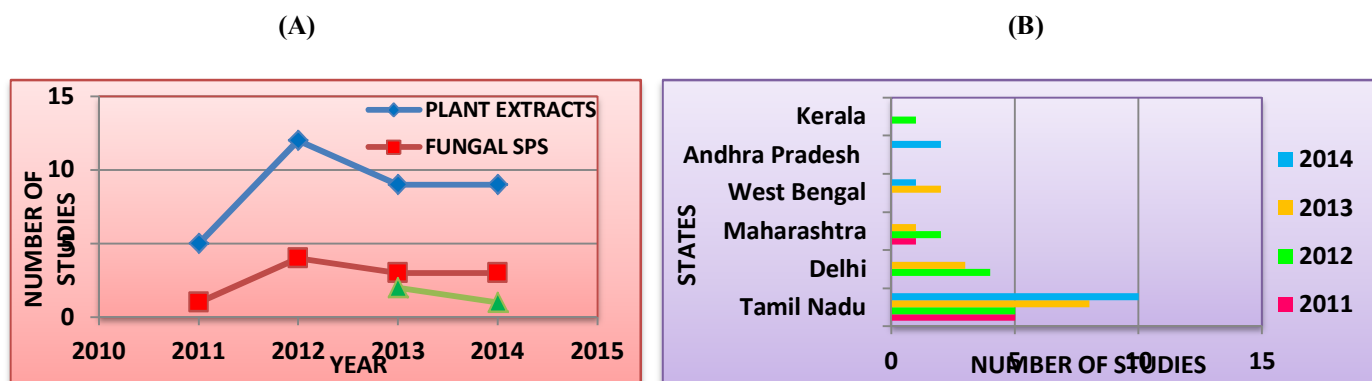 (A)
(B)
15
10
5
0
NUMBER OF
STUDIES
PLANT EXTRACTS
FUNGAL SPS
2010 2011 2012 2013 2014 2015
YEAR
STATES
Kerala
Andhra Pradesh
West Bengal
Maharashtra
Delhi
Tamil Nadu
0 5 10 15
NUMBER OF STUDIES
2014
2013
2012
2011